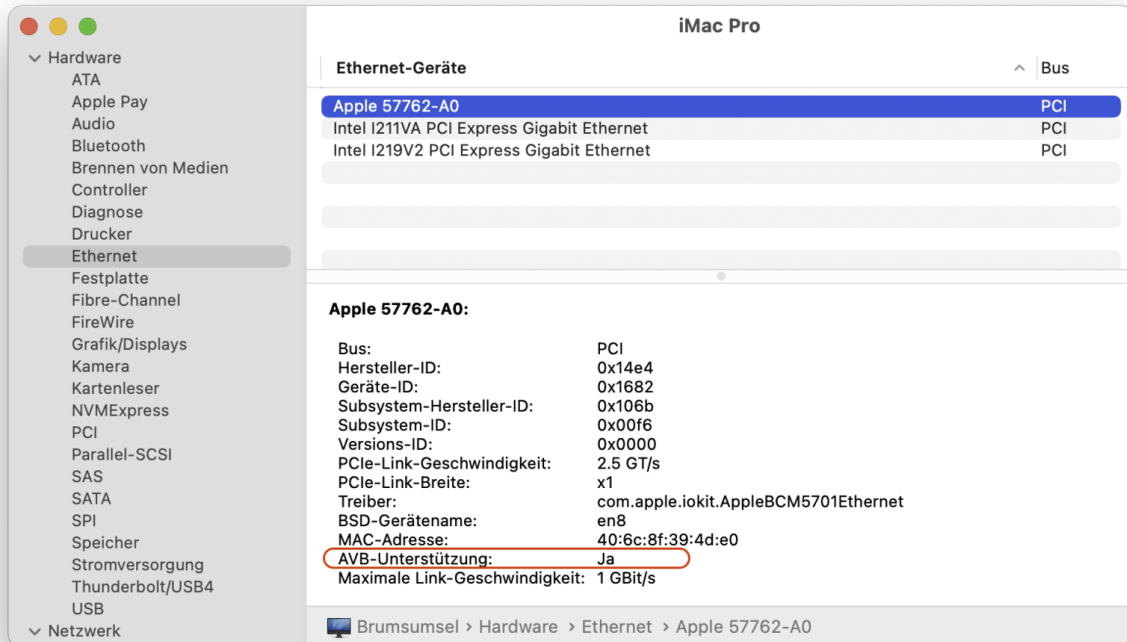 iMac Pro
Hardware
ATA
Apple Pay
Audio
Bluetooth
Brennen von Medien
Controller
Diagnose
Drucker
Ethernet
Festplatte
Fibre-Channel
FireWire
Grafik/Displays
Kamera
Kartenleser
NVMExpress
PCI
Parallel-SCSI
SAS
SATA
SPI
Speicher
Stromversorgung
Thunderbolt/USB4
USB
Netzwerk
Ethernet-Geräte Bus
Apple 57762-A0 PCI
Intel I211VA PCI Express Gigabit Ethernet PCI
Intel I219V2 PCI Express Gigabit Ethernet PCI
Apple 57762-A0:
Bus: PCI
Hersteller-ID: 0x14e4
Geräte-ID: 0x1682
Subsystem-Hersteller-ID: 0x106b
Subsystem-ID: 0x00f6
Versions-ID: 0x0000
PCIe-Link-Geschwindigkeit: 2.5 GT/s
PCIe-Link-Breite: x1
Treiber: com.apple.iokit.AppleBCM5701Ethernet
BSD-Gerätename: en8
MAC-Adresse: 40:6c:8f:39:4d:e0
AVB-Unterstützung: Ja
Maximale Link-Geschwindigkeit: 1 GBit/s
Brumsumsel › Hardware › Ethernet › Apple 57762-A0